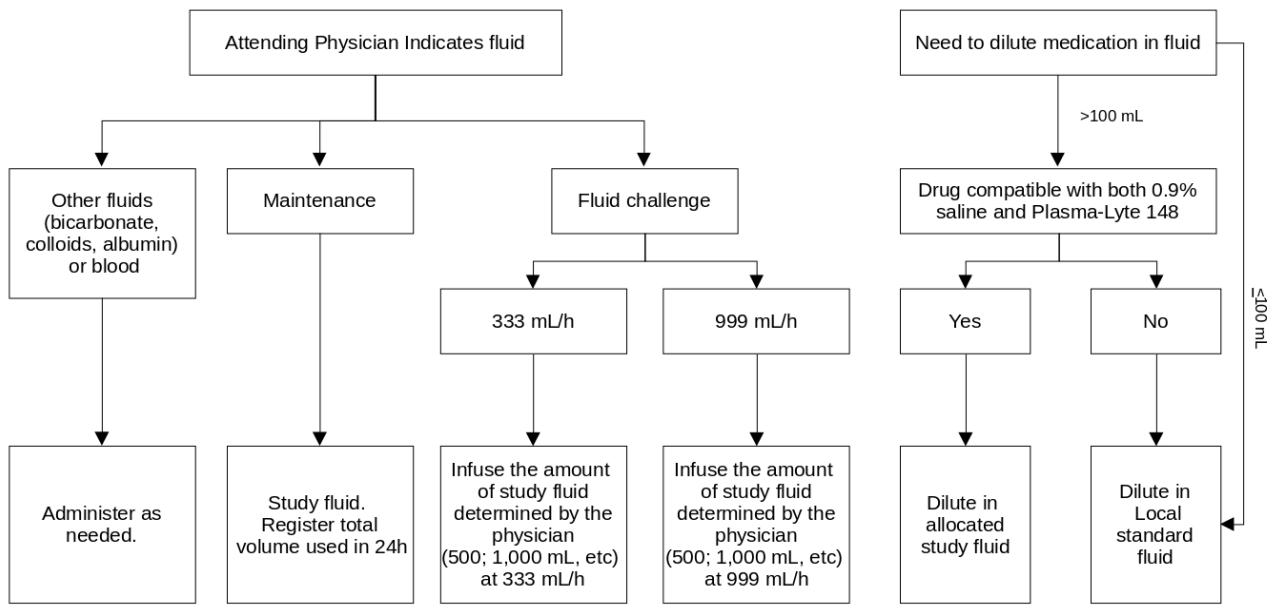 Attending Physician Indicates fluid
Need to dilute medication in fluid
>100 mL
≤100 mL
Other fluids
(bicarbonate,
colloids, albumin)
or blood
Maintenance
Fluid challenge
Drug compatible with both 0.9%
saline and Plasma-Lyte 148
333 mL/h
999 mL/h
Yes
No
Administer as
needed.
Study fluid.
Register total
volume used in 24h
Infuse the amount
of study fluid
determined by the
physician
(500; 1,000 mL, etc)
at 333 mL/h
Infuse the amount
of study fluid
determined by the
physician
(500; 1,000 mL, etc)
at 999 mL/h
Dilute in
allocated
study fluid
Dilute in
Local
standard
fluid